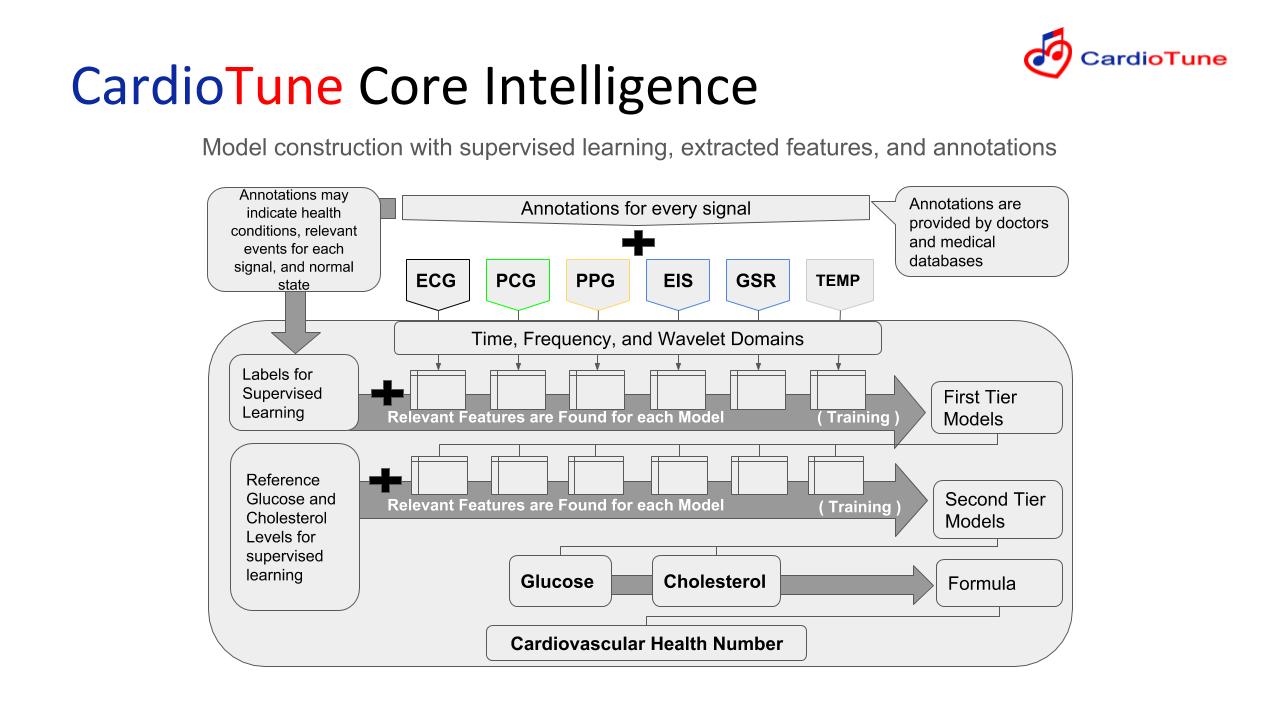 CardioTune
CardioTune Core Intelligence
Model construction with supervised learning, extracted features, and annotations
Annotations may
indicate health
conditions, relevant
events for each
signal, and normal
state
Annotations for every signal
Annotations are
provided by doctors
and medical
databases
ECG
PCG
PPG
EIS
GSR
TEMP
Time, Frequency, and Wavelet Domains
Labels for
Supervised
Learning
Relevant Features are Found for each Model
( Training )
First Tier
Models
Reference
Glucose and
Cholesterol
Levels for
supervised
learning
Relevant Features are Found for each Model
( Training )
Second Tier
Models
Glucose
Cholesterol
Formula
Cardiovascular Health Number